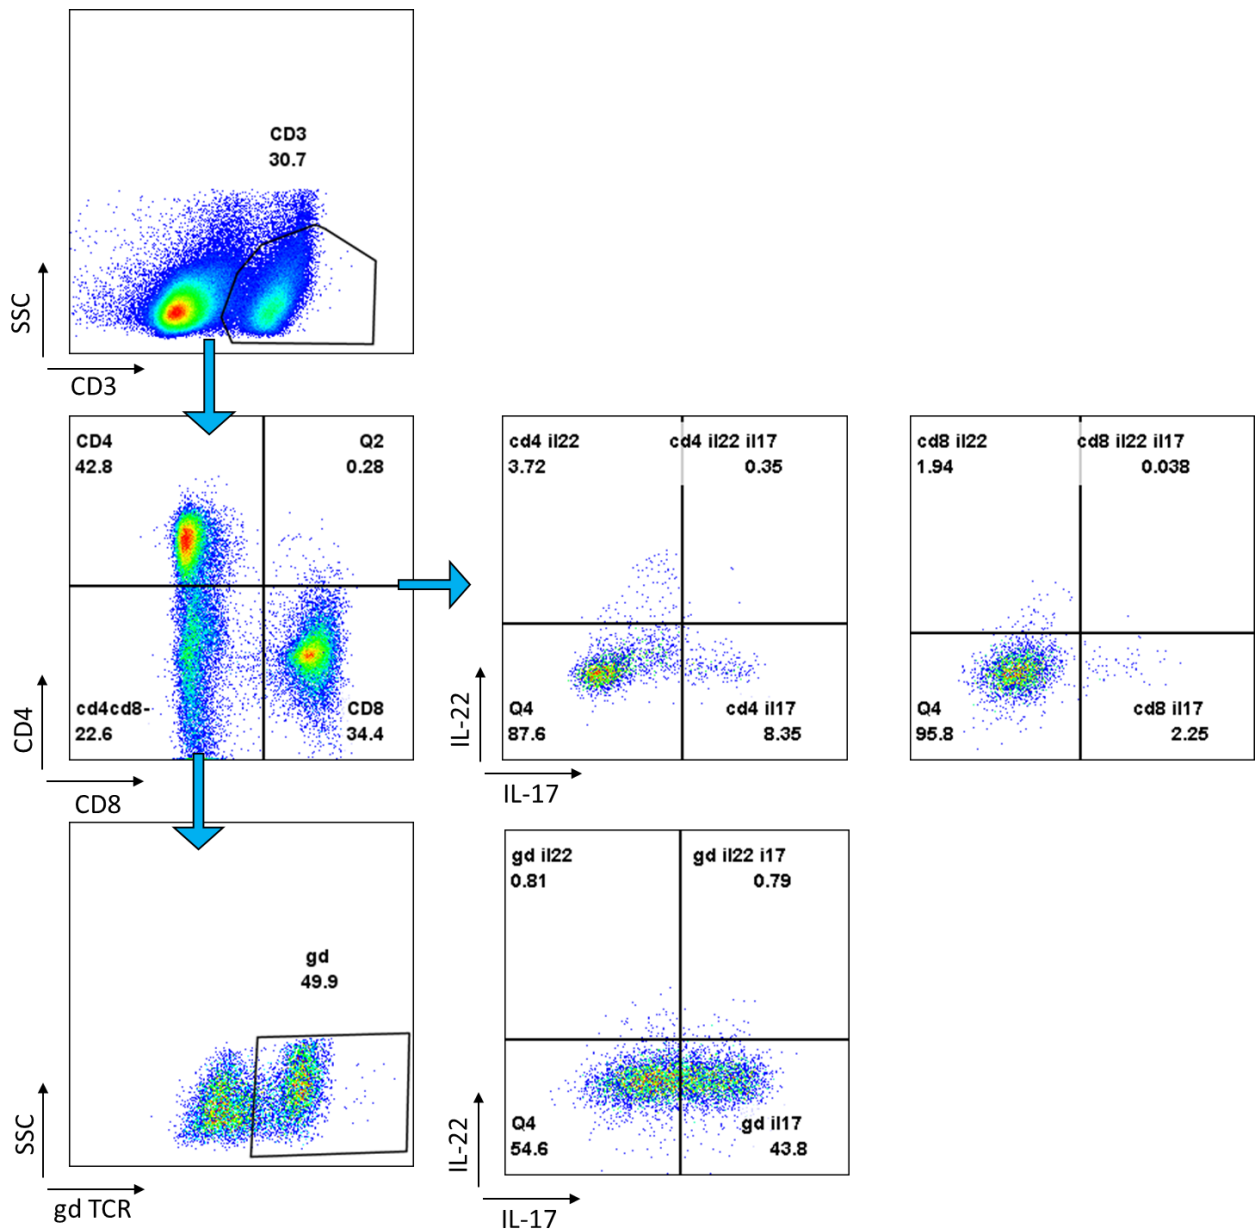 CD3
30.7
SSC
CD3
CD4
42.8
Q2
0.28
cd4cd8-
22.6
CD8
34.4
CD4
CD8
cd4 il22
3.72
cd4 il22 il17
0.35
Q4
87.6
cd4 il17
8.35
IL-22
IL-17
cd8 il22
1.94
cd8 il22 il17
0.038
Q4
95.8
cd8 il17
2.25
gd
49.9
SSC
gd TCR
gd il22
0.81
gd il22 i17
0.79
Q4
54.6
gd il17
43.8
IL-22
IL-17